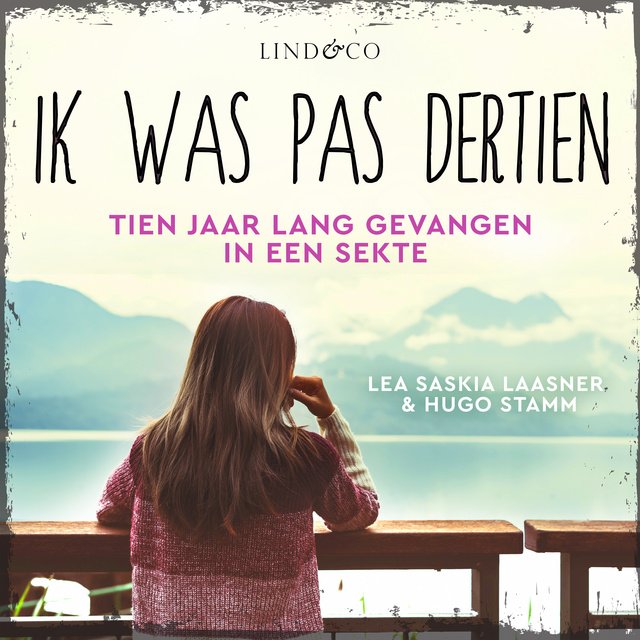 LIND&CO
IK WAS PAS DERTIEN
TIEN JAAR LANG GEVANGEN
IN EEN SEKTE
LEA SASKIA LAASNER
& HUGO STAMM